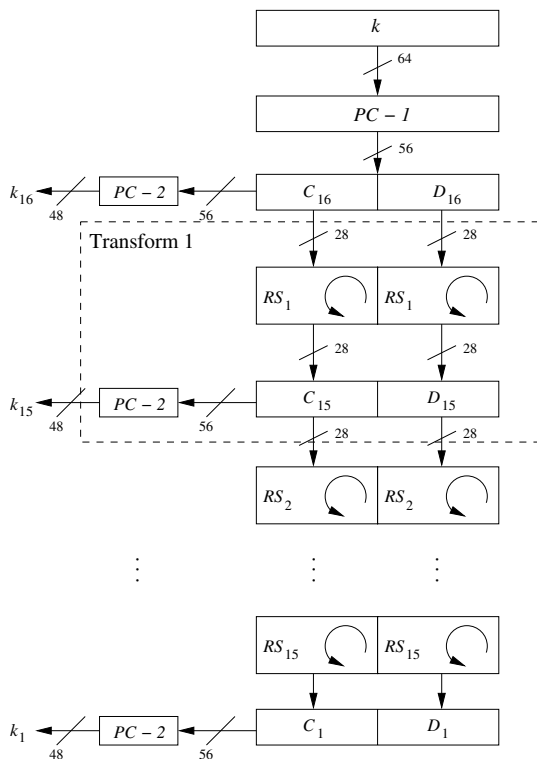 k
64
PC – 1
56
k16 48 PC – 2 56 C16 D16
Transform 1 28 28
RS1 RS1
28 28
k15 48 PC – 2 56 C15 D15
28 28
RS2 RS2
⋮ ⋮ ⋮
RS15 RS15
k1 48 PC – 2 56 C1 D1